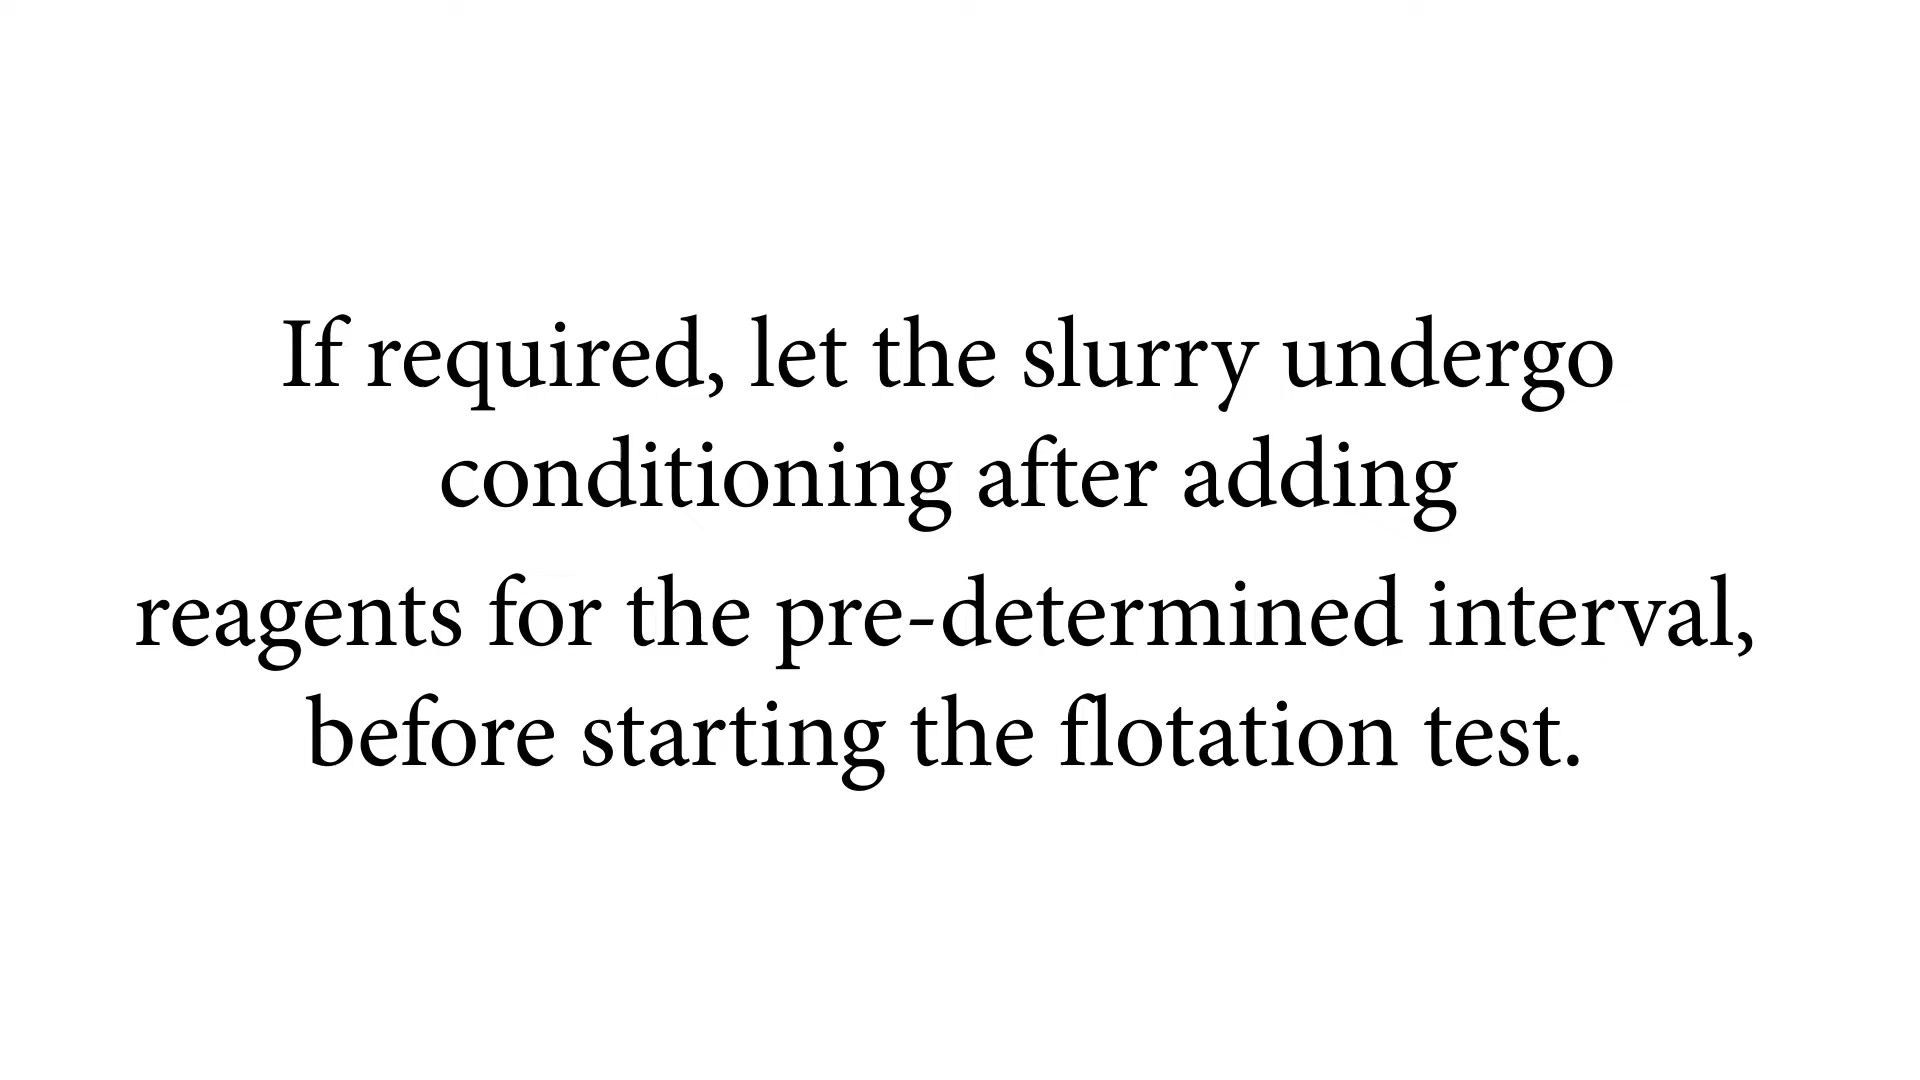 If required, let the slurry undergo
conditioning after adding
reagents for the pre-determined interval,
before starting the flotation test.